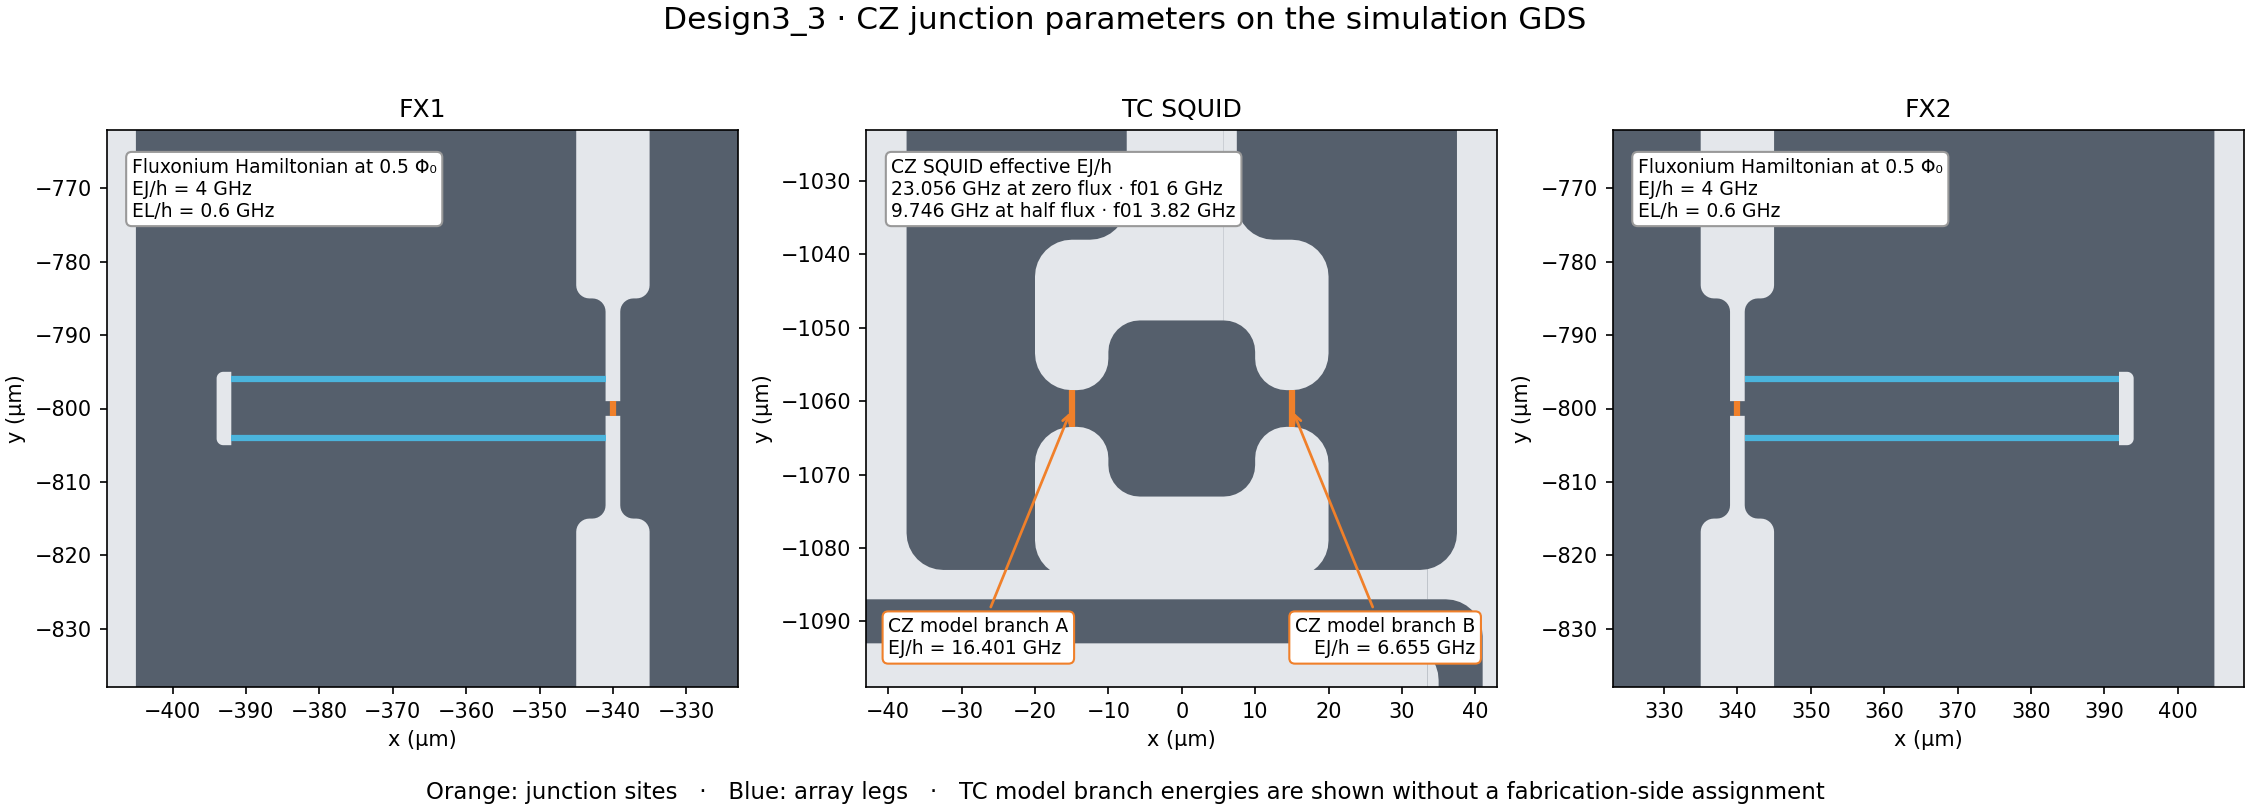 Design3_3 · CZ junction parameters on the simulation GDS
FX1
Fluxonium Hamiltonian at 0.5 Φ₀
EJ/h = 4 GHz
EL/h = 0.6 GHz
−770
−780
−790
−800
−810
−820
−830
y (μm)
−400 −390 −380 −370 −360 −350 −340 −330
x (μm)
TC SQUID
CZ SQUID effective EJ/h
23.056 GHz at zero flux · f01 6 GHz
9.746 GHz at half flux · f01 3.82 GHz
−1030
−1040
−1050
−1060
−1070
−1080
−1090
y (μm)
CZ model branch A
EJ/h = 16.401 GHz
CZ model branch B
EJ/h = 6.655 GHz
−40 −30 −20 −10 0 10 20 30 40
x (μm)
FX2
Fluxonium Hamiltonian at 0.5 Φ₀
EJ/h = 4 GHz
EL/h = 0.6 GHz
−770
−780
−790
−800
−810
−820
−830
y (μm)
330 340 350 360 370 380 390 400
x (μm)
Orange: junction sites · Blue: array legs · TC model branch energies are shown without a fabrication-side assignment